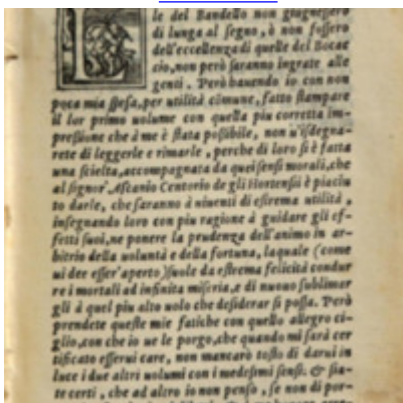 le del Bandello non giugneßero
di lunga al segno, ò non foßero
dell'eccellenza di quelle del Bocac
cio, non però saranno ingrate alle
genti. Però hauendo io con non
poca mia spesa, per utilità cõmune, fatto stampare
il lor primo uolume con quella piu corretta im-
preßione che à me è stata poßibile, non u'isdegna-
rete di leggerle e rimarle, perche di loro si è fatta
una scielta, accompagnata da quei sensi morali, che
al signor' Ascanio Centorio de gli Hortensii è piaciu
to darle, che saranno à uiuenti di estrema utilità,
insegnando loro con piu ragione à guidare gli ef-
fetti suoi, ne ponere la prudenza dell'animo in ar-
bitrio della uoluntà e della fortuna, laquale (come
ui dee esser' aperto) suole da estrema felicità condur
re i mortali ad infinita miseria, e di nuouo sublimar
gli à quel piu alto uolo che desiderar si poßa. Però
prendete queste mie fatiche con quello allegro ci-
glio, con che io ue le porgo, che quando mi sarà cer
tificato eßerui care, non mancarò tosto di darui in
luce i due altri uolumi con i medesimi sensi. & sia-
te certi, che ad altro io non penso, se non di por-